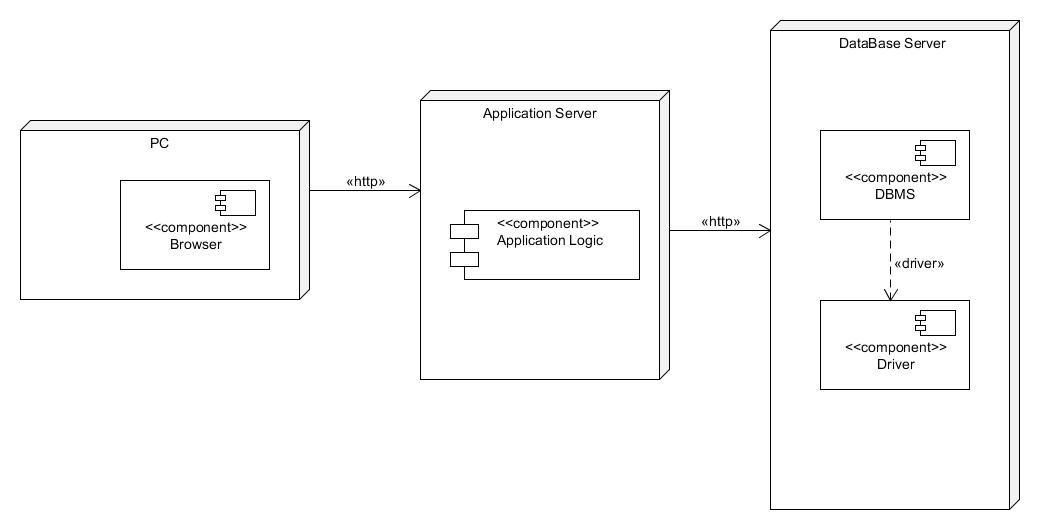 PC
<<component>>
Browser
«http»
Application Server
<<component>>
Application Logic
«http»
DataBase Server
<<component>>
DBMS
«driver»
<<component>>
Driver